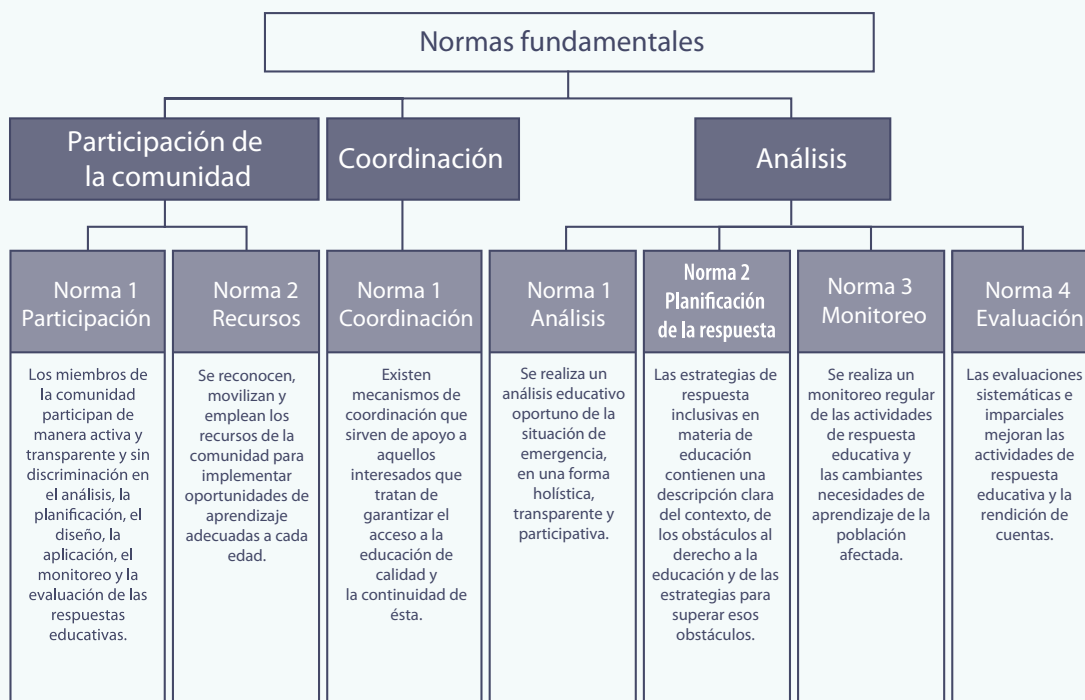 Normas fundamentales
Participación de
la comunidad
Coordinación
Análisis
Norma 1
Participación
Los miembros de
la comunidad
participan de
manera activa y
transparente y sin
discriminación en
el análisis, la
planificación, el
diseño, la
aplicación, el
monitoreo y la
evaluación de las
respuestas
educativas.
Norma 2
Recursos
Se reconocen,
movilizan y
emplean los
recursos de la
comunidad para
implementar
oportunidades de
aprendizaje
adecuadas a cada
edad.
Norma 1
Coordinación
Existen
mecanismos de
coordinación que
sirven de apoyo a
aquellos
interesados que
tratan de
garantizar el
acceso a la
educación de
calidad y
la continuidad de
ésta.
Norma 1
Análisis
Se realiza un
análisis educativo
oportuno de la
situación de
emergencia,
en una forma
holística,
transparente y
participativa.
Norma 2
Planificación
de la respuesta
Las estrategias de
respuesta
inclusivas en
materia de
educación
contienen una
descripción clara
del contexto, de
los obstáculos al
derecho a la
educación y de las
estrategias para
superar esos
obstáculos.
Norma 3
Monitoreo
Se realiza un
monitoreo regular
de las actividades
de respuesta
educativa y
las cambiantes
necesidades de
aprendizaje de la
población
afectada.
Norma 4
Evaluación
Las evaluaciones
sistemáticas e
imparciales
mejoran las
actividades de
respuesta
educativa y la
rendición de
cuentas.